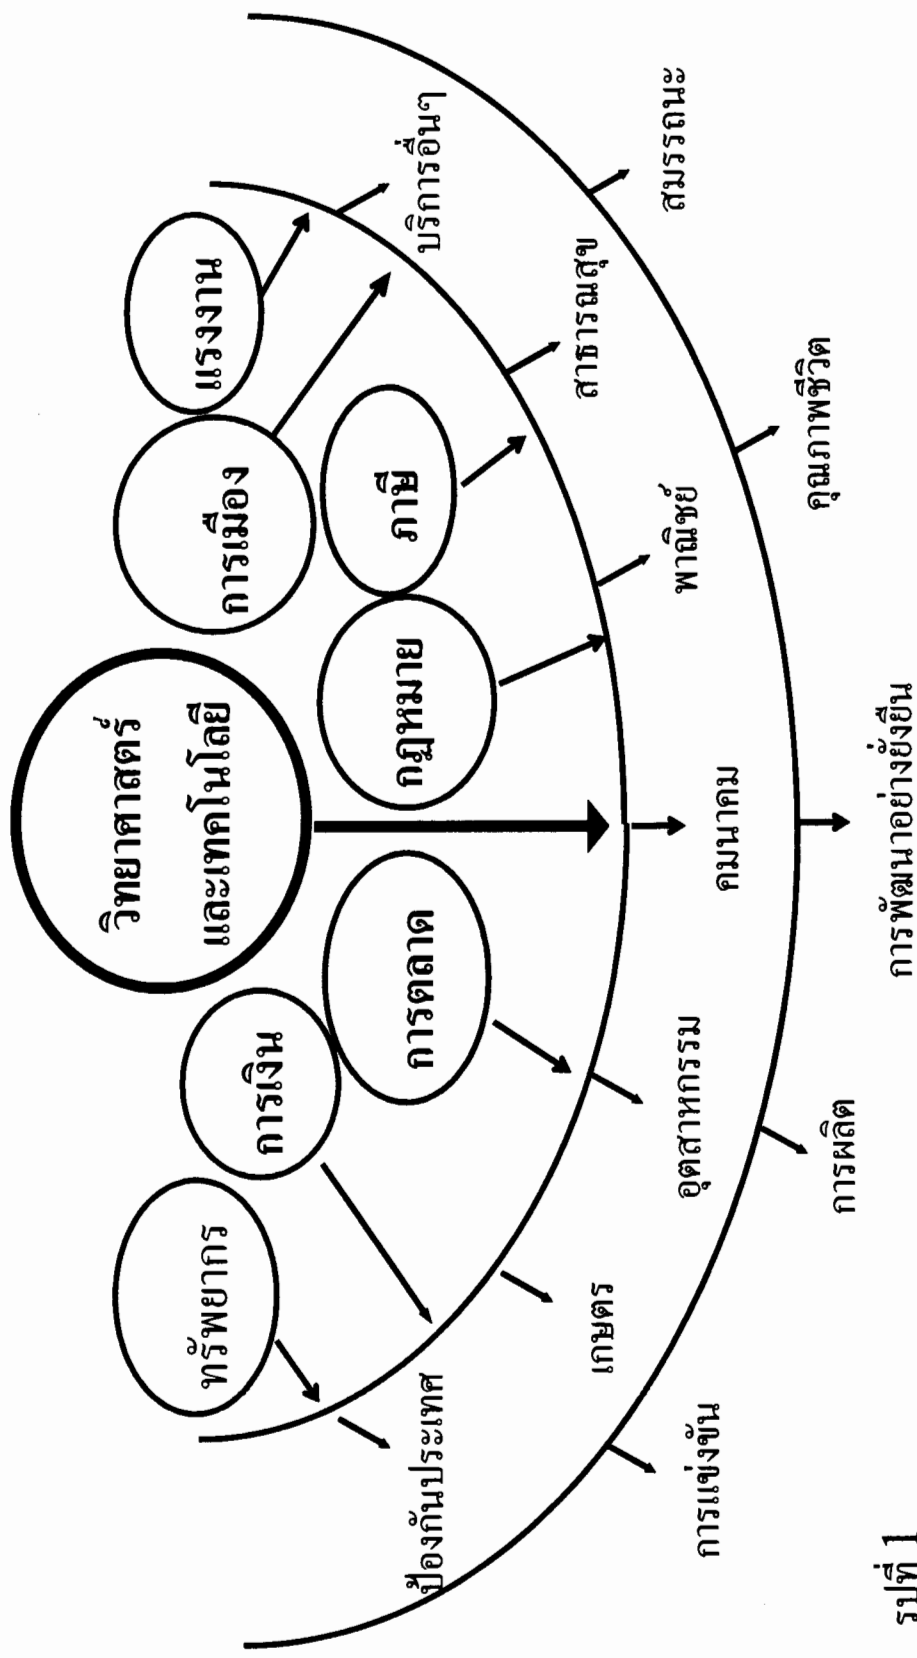 วิทยาศาสตร์
และเทคโนโลยี
ทรัพยากร
การเงิน
การตลาด
กฎหมาย
ภาษี
การเมือง
แรงงาน
ป้องกันประเทศ
เกษตร
อุตสาหกรรม
คมนาคม
พาณิชย์
สาธารณสุข
บริการอื่นๆ
การแข่งขัน
การผลิต
การพัฒนาอย่างยั่งยืน
คุณภาพชีวิต
สมรรถนะ
รูปที่ 1